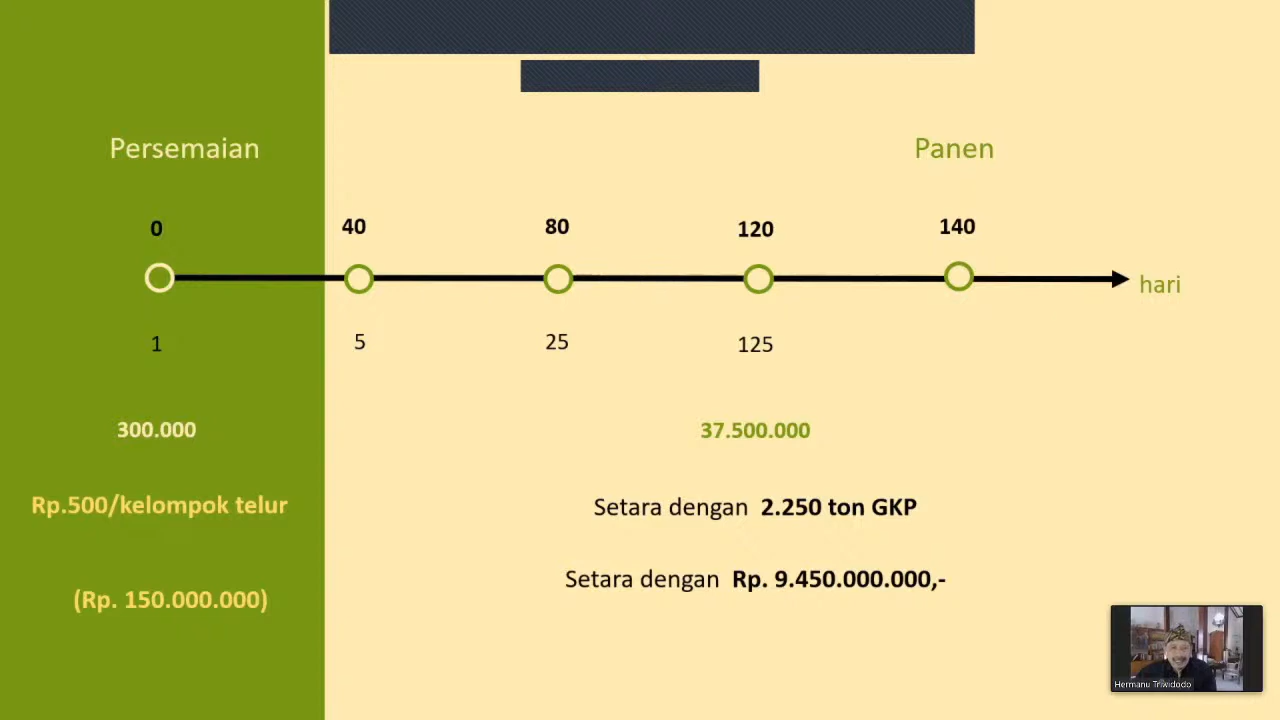 Persemaian
Panen
0 40 80 120 140
hari
1 5 25 125
300.000 37.500.000
Rp.500/kelompok telur
Setara dengan 2.250 ton GKP
Setara dengan Rp. 9.450.000.000,-
(Rp. 150.000.000)
Hermanu Triwidodo